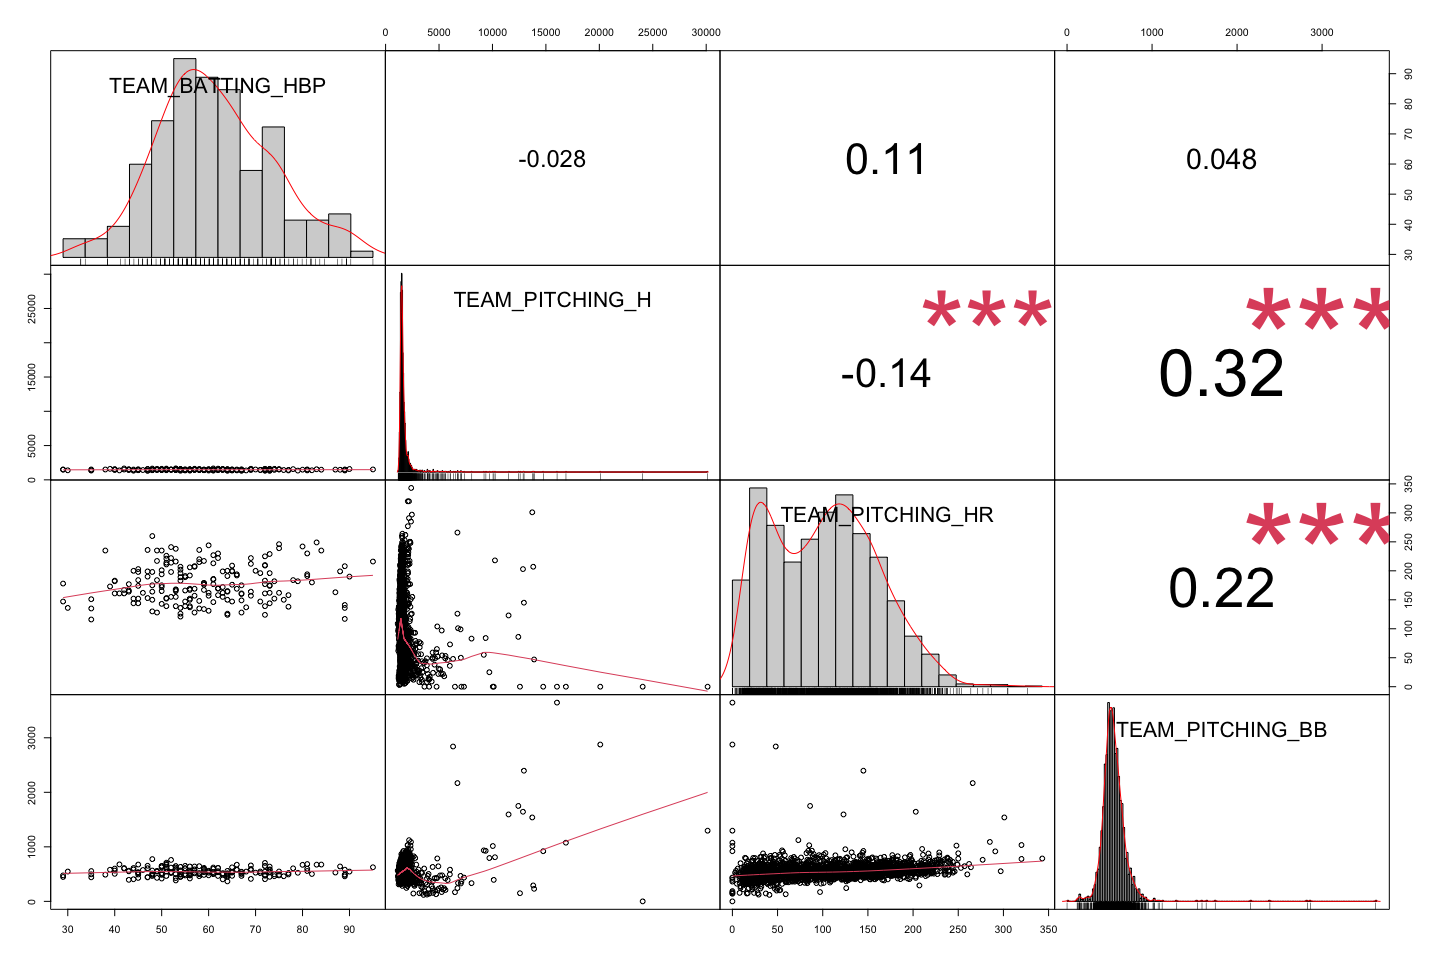 0 5000 10000 15000 20000 25000 30000
0 1000 2000 3000
TEAM_BATTING_HBP
-0.028
0.11
0.048
30 40 50 60 70 80 90
0 5000 15000 25000
TEAM_PITCHING_H
***
-0.14
***
0.32
TEAM_PITCHING_HR
***
0.22
0 50 100 150 200 250 300 350
0 1000 2000 3000
TEAM_PITCHING_BB
30 40 50 60 70 80 90
0 50 100 150 200 250 300 350